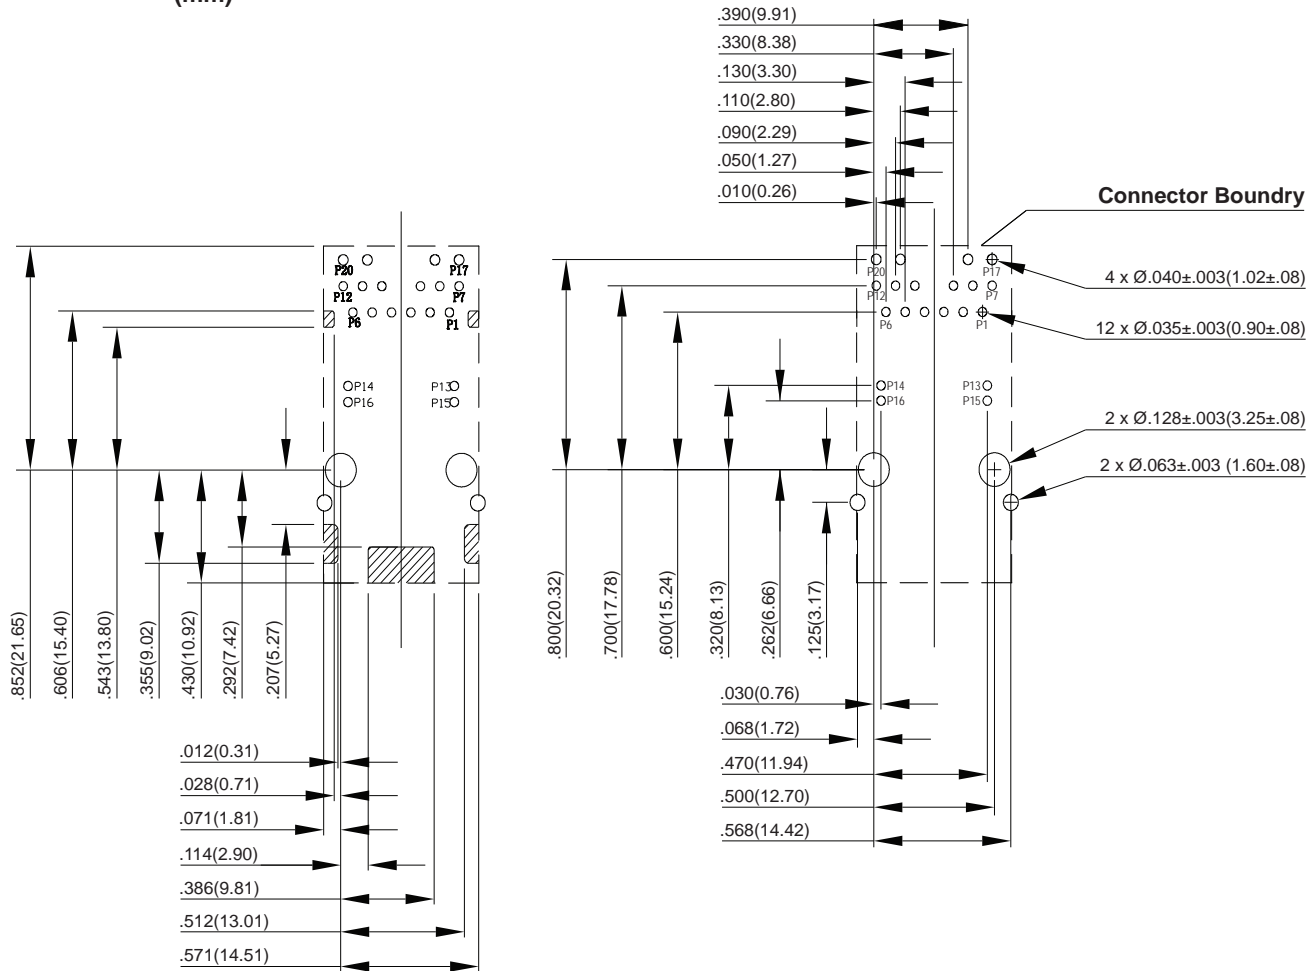 (mm)
.390(9.91)
.330(8.38)
.130(3.30)
.110(2.80)
.090(2.29)
.050(1.27)
.010(0.26)
Connector Boundry
P20
P17
P12
P7
P6
P1
P14
P13
P16
P15
P20
P17
P12
P7
P6
P1
P14
P13
P16
P15
4 x Ø.040±.003(1.02±.08)
12 x Ø.035±.003(0.90±.08)
2 x Ø.128±.003(3.25±.08)
2 x Ø.063±.003 (1.60±.08)
.852(21.65)
.606(15.40)
.543(13.80)
.355(9.02)
.430(10.92)
.292(7.42)
.207(5.27)
.800(20.32)
.700(17.78)
.600(15.24)
.320(8.13)
.262(6.66)
.125(3.17)
.012(0.31)
.028(0.71)
.071(1.81)
.114(2.90)
.386(9.81)
.512(13.01)
.571(14.51)
.030(0.76)
.068(1.72)
.470(11.94)
.500(12.70)
.568(14.42)